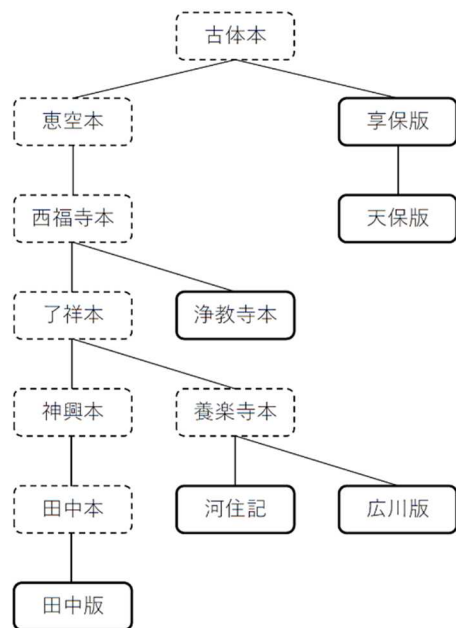 古体本
恵空本
享保版
西福寺本
天保版
了祥本
浄教寺本
神興本
養楽寺本
田中本
河住記
広川版
田中版